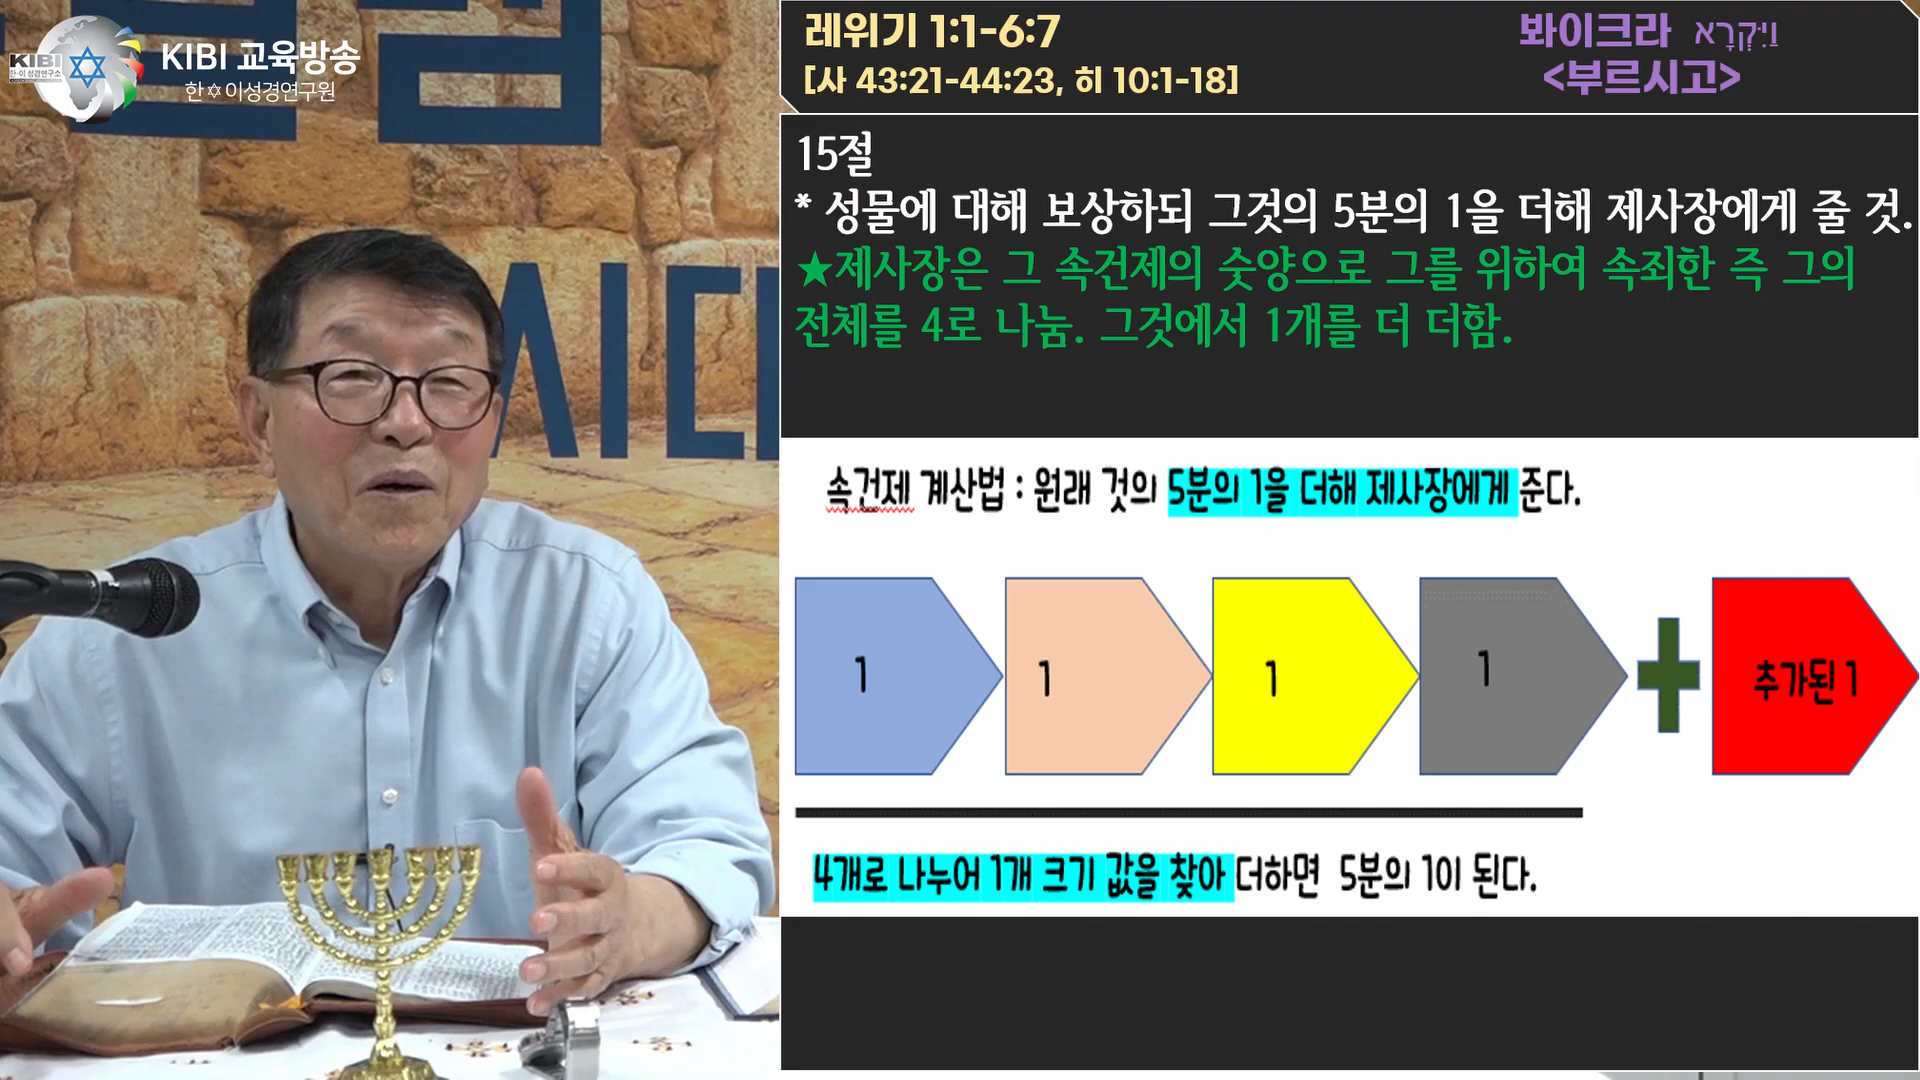 KIBI 교육방송
한✡이성경연구원
KIBI
한·이 성경연구소
레위기 1:1-6:7
[사 43:21-44:23, 히 10:1-18]
봐이크라 וַיִּקְרָא
<부르시고>
15절
* 성물에 대해 보상하되 그것의 5분의 1을 더해 제사장에게 줄 것.
★제사장은 그 속건제의 숫양으로 그를 위하여 속죄한 즉 그의
전체를 4로 나눔. 그것에서 1개를 더 더함.
속건제 계산법 : 원래 것의 5분의 1을 더해 제사장에게 준다.
1 1 1 1 추가된 1
4개로 나누어 1개 크기 값을 찾아 더하면 5분의 1이 된다.